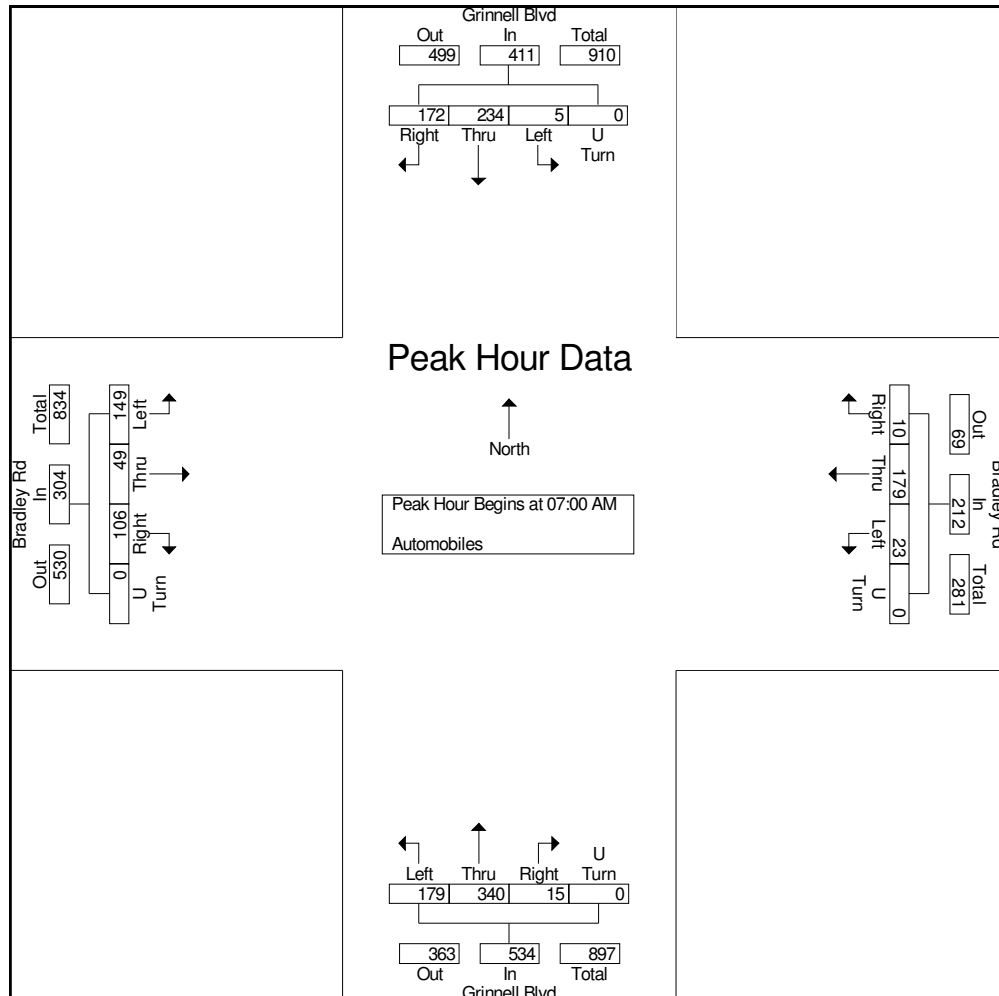 Grinnell Blvd
Out In Total
499 411 910
172 234 5 0
Right Thru Left U
Turn
Peak Hour Data
North
Peak Hour Begins at 07:00 AM
Automobiles
Bradley Rd
Total In Out
834 304 530
149 49 106 0
Left Thru Right U
Turn
Bradley Rd
Out In Total
69 212 281
10 179 23 0
Right Thru Left U
Turn
U
Left Thru Right Turn
179 340 15 0
363 534 897
Out In Total
Grinnell Blvd